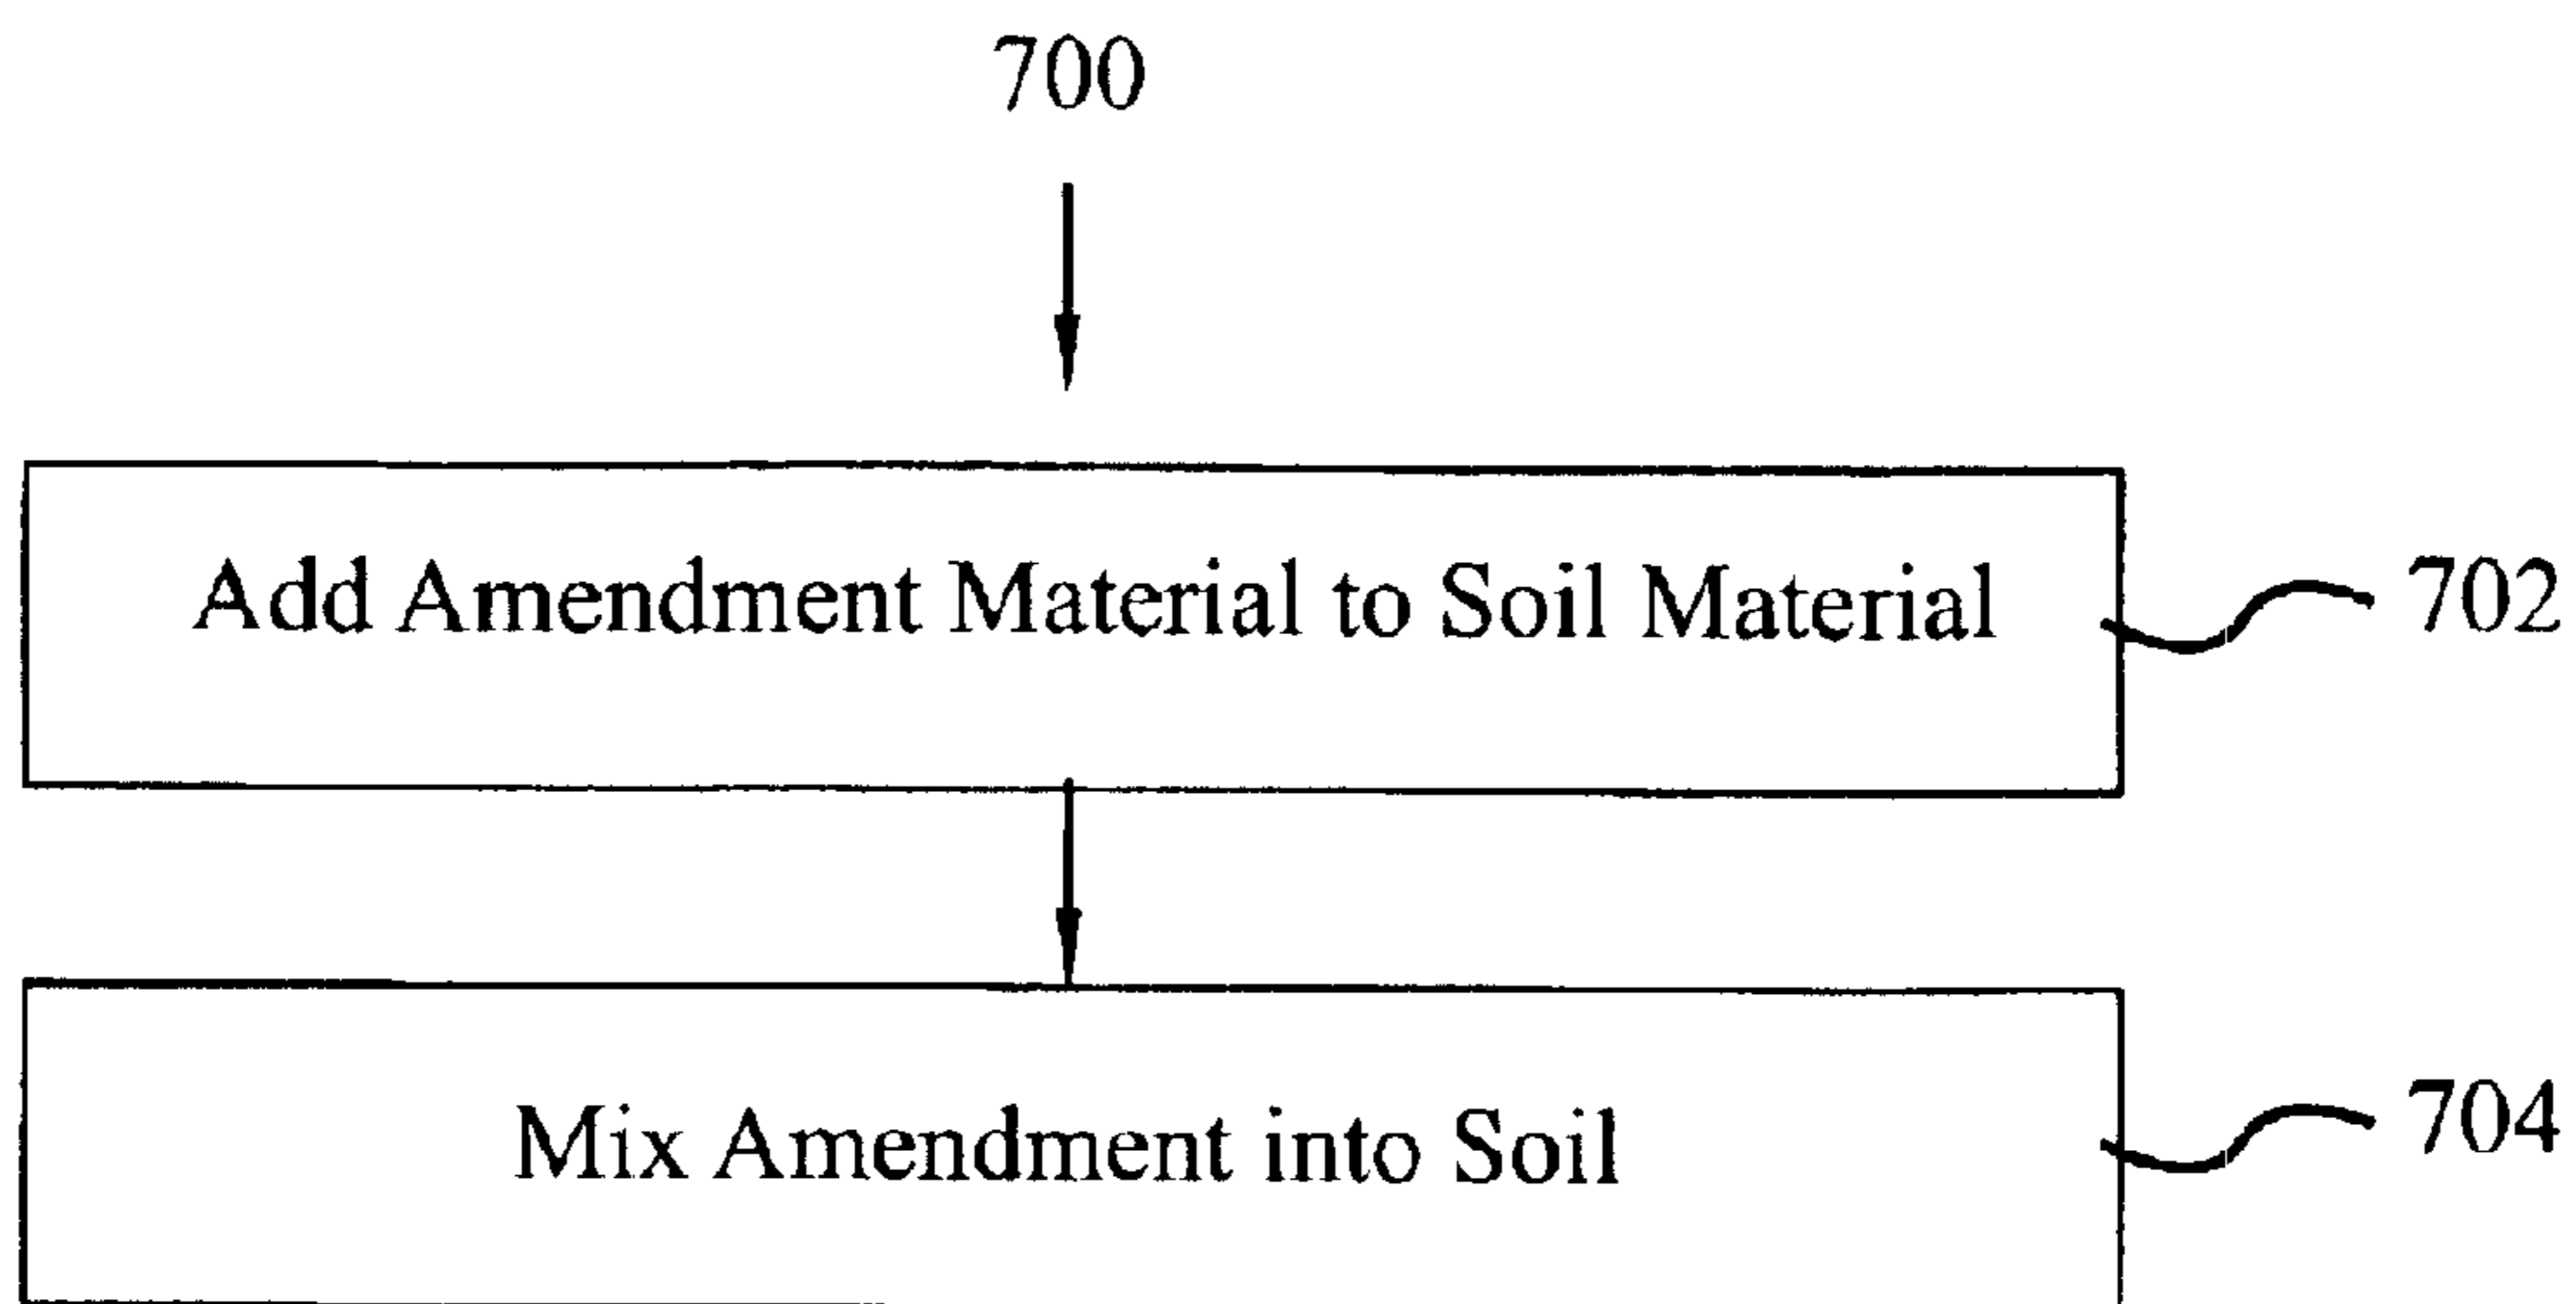 700
Add Amendment Material to Soil Material
702
Mix Amendment into Soil
704